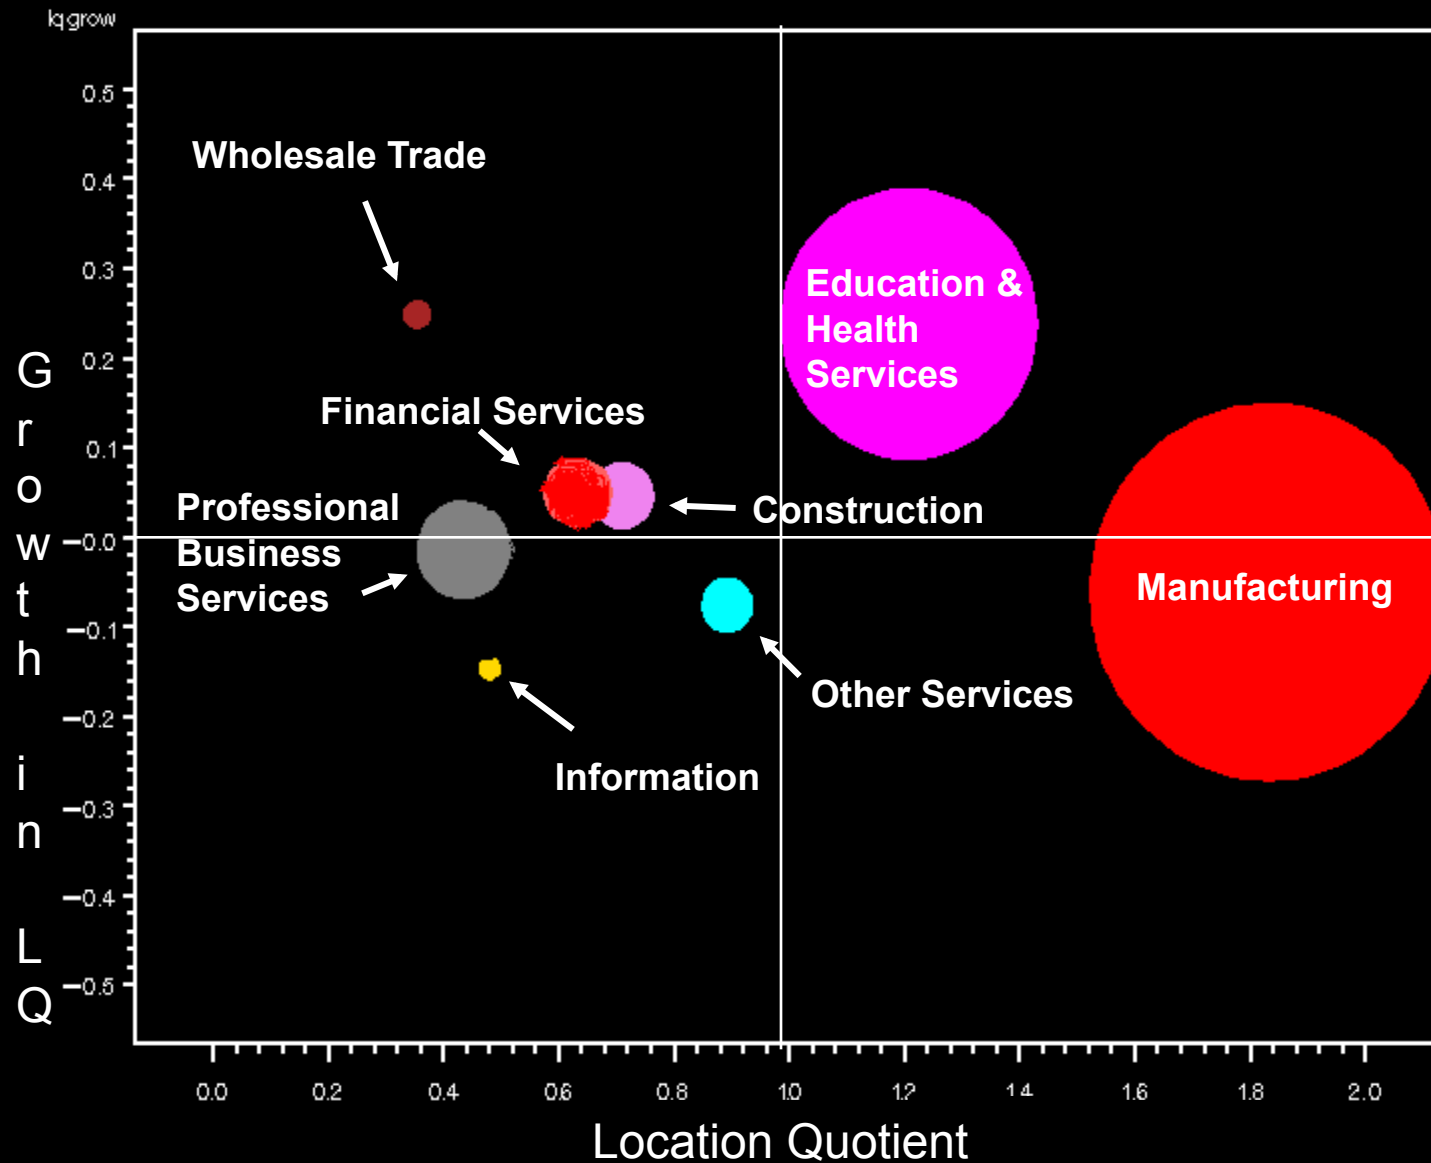 lqgrow
0.5
Wholesale Trade
0.4
0.3
Education &
Health
Services
0.2
Financial Services
0.1
Professional
Business
Services
Construction
−0.0
Manufacturing
−0.1
Other Services
−0.2
Information
−0.3
−0.4
−0.5
Growth in LQ
0.0 0.2 0.4 0.6 0.8 1.0 1.2 1.4 1.6 1.8 2.0
Location Quotient